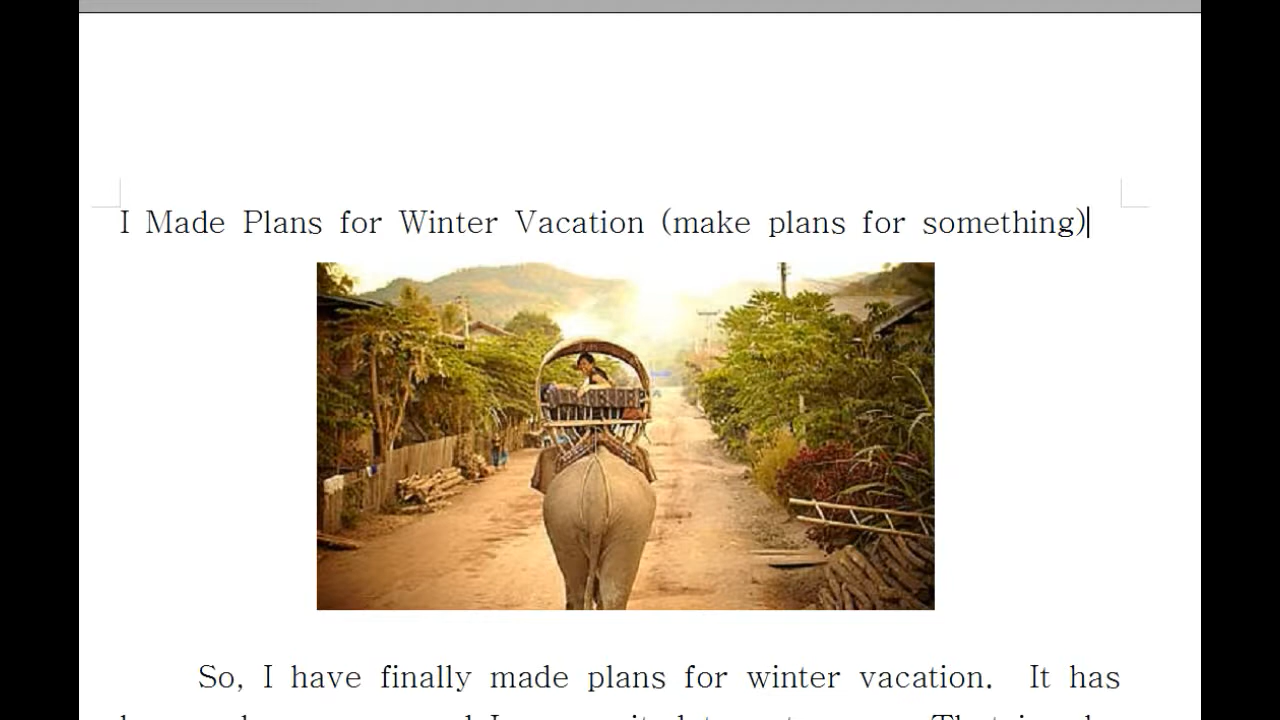 I Made Plans for Winter Vacation (make plans for something)
So, I have finally made plans for winter vacation. It has